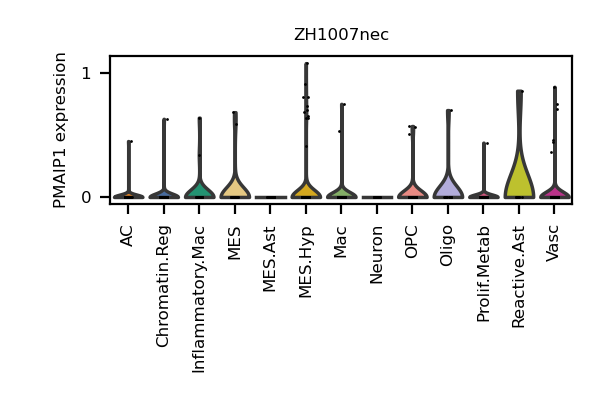 ZH1007nec
PMAIP1 expression
1
0
AC
Chromatin.Reg
Inflammatory.Mac
MES
MES.Ast
MES.Hyp
Mac
Neuron
OPC
Oligo
Prolif.Metab
Reactive.Ast
Vasc